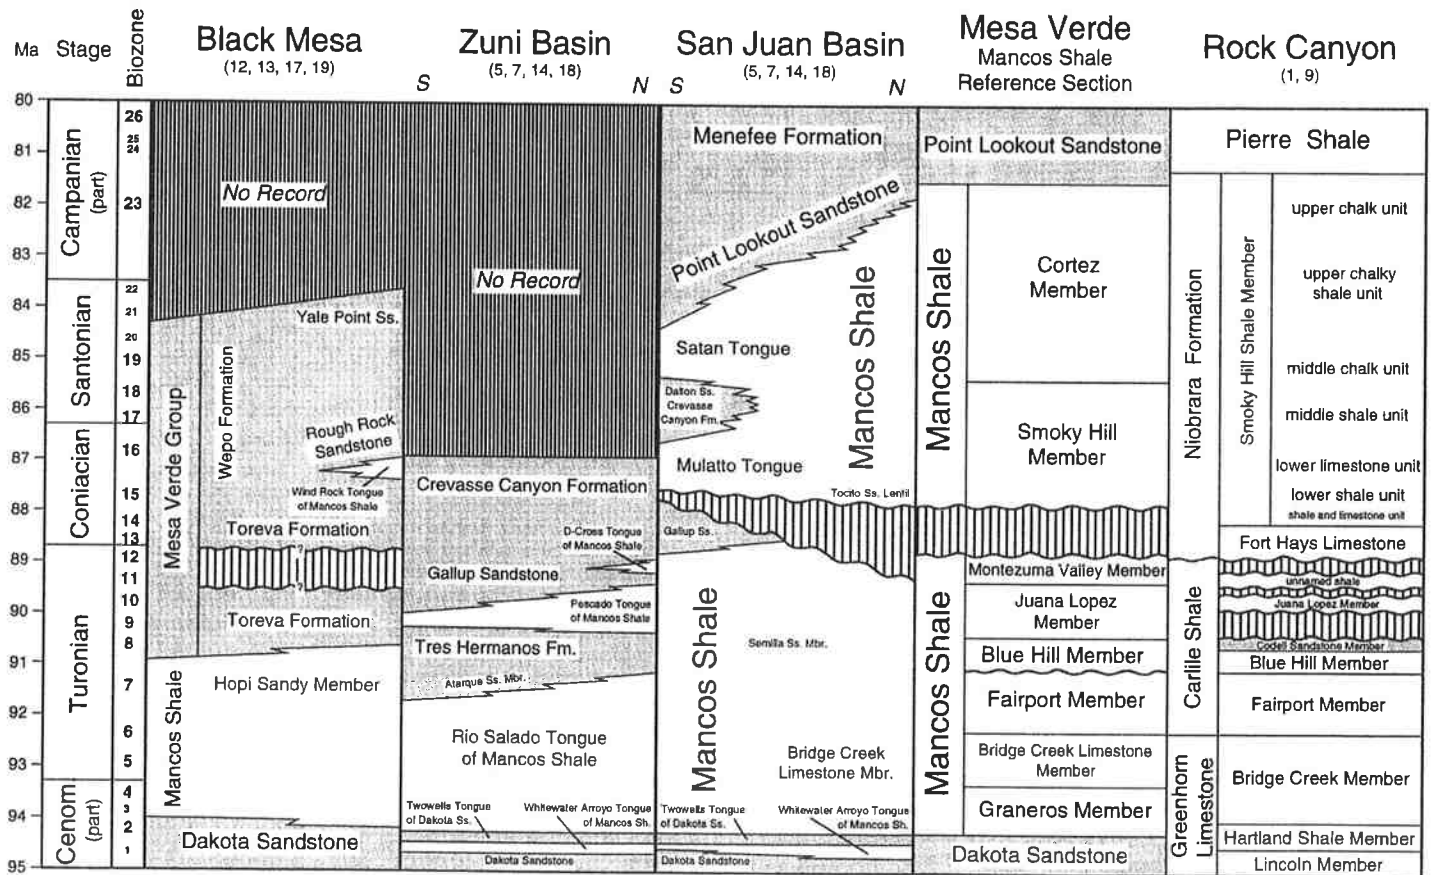 Ma
Stage
Biozone
Black Mesa
(12, 13, 17, 19)
Zuni Basin
(5, 7, 14, 18)
S
N
San Juan Basin
(5, 7, 14, 18)
S
N
Mesa Verde
Mancos Shale
Reference Section
Rock Canyon
(1, 9)
80
81
82
83
84
85
86
87
88
89
90
91
92
93
94
95
Campanian
(part)
Santonian
Coniacian
Turonian
Cenom
(part)
26
25
24
23
22
21
20
19
18
17
16
15
14
13
12
11
10
9
8
7
6
5
4
3
2
1
No Record
Yale Point Ss.
Mesa Verde Group
Wepo Formation
Rough Rock
Sandstone
Wind Rock Tongue
of Mancos Shale
Toreva Formation
?
?
Toreva Formation
Mancos Shale
Hopi Sandy Member
Dakota Sandstone
No Record
Crevasse Canyon Formation
D-Cross Tongue
of Mancos Shale
Gallup Sandstone
Pescado Tongue
of Mancos Shale
Tres Hermanos Fm.
Atarque Ss. Mbr.
Rio Salado Tongue
of Mancos Shale
Twowells Tongue
of Dakota Ss.
Whitewater Arroyo Tongue
of Mancos Sh.
Dakota Sandstone
Menefee Formation
Point Lookout Sandstone
Satan Tongue
Dalton Ss.
Crevasse
Canyon Fm.
Mancos Shale
Mulatto Tongue
Tocito Ss. Lentil
Gallup Ss.
Mancos Shale
Semilla Ss. Mbr.
Bridge Creek
Limestone Mbr.
Twowells Tongue
of Dakota Ss.
Whitewater Arroyo Tongue
of Mancos Sh.
Dakota Sandstone
Point Lookout Sandstone
Mancos Shale
Cortez
Member
Smoky Hill
Member
Montezuma Valley Member
Mancos Shale
Juana Lopez
Member
Blue Hill Member
Fairport Member
Bridge Creek Limestone
Member
Graneros Member
Dakota Sandstone
Pierre Shale
Niobrara Formation
Smoky Hill Shale Member
upper chalk unit
upper chalky
shale unit
middle chalk unit
middle shale unit
lower limestone unit
lower shale unit
shale and limestone unit
Fort Hays Limestone
Carlile Shale
unnamed shale
Juana Lopez Member
Codell Sandstone Member
Blue Hill Member
Fairport Member
Greenhorn
Limestone
Bridge Creek Member
Hartland Shale Member
Lincoln Member